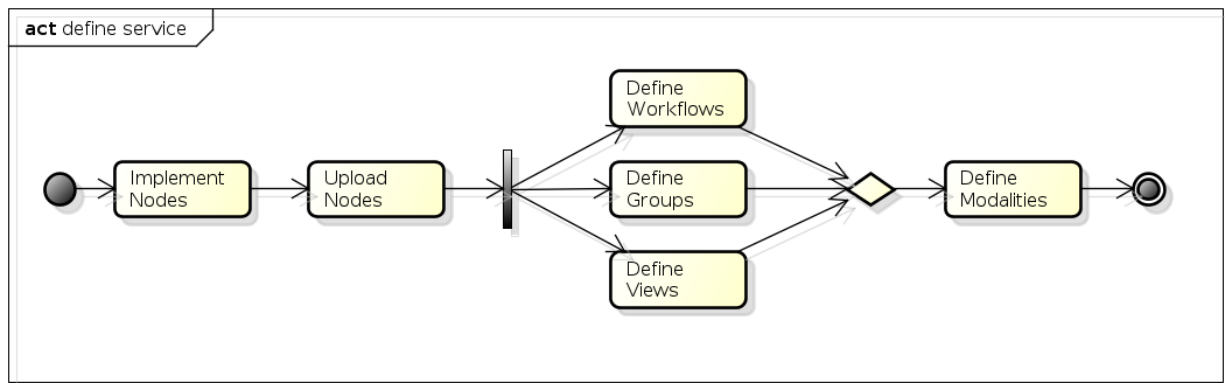 act define service
Implement
Nodes
Upload
Nodes
Define
Workflows
Define
Groups
Define
Views
Define
Modalities